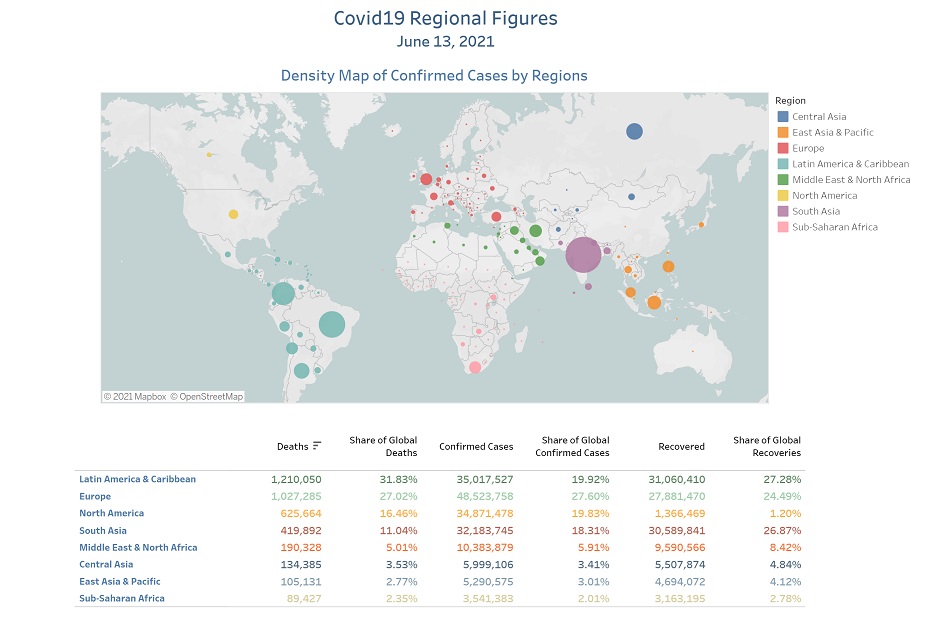 Covid19 Regional Figures
June 13, 2021
Density Map of Confirmed Cases by Regions
Region
Central Asia
East Asia & Pacific
Europe
Latin America & Caribbean
Middle East & North Africa
North America
South Asia
Sub-Saharan Africa
© 2021 Mapbox © OpenStreetMap
Deaths Share of Global Deaths Confirmed Cases Share of Global Confirmed Cases Recovered Share of Global Recoveries
Latin America & Caribbean 1,210,050 31.83% 35,017,527 19.92% 31,060,410 27.28%
Europe 1,027,285 27.02% 48,523,758 27.60% 27,881,470 24.49%
North America 625,664 16.46% 34,871,478 19.83% 1,366,469 1.20%
South Asia 419,892 11.04% 32,183,745 18.31% 30,589,841 26.87%
Middle East & North Africa 190,328 5.01% 10,383,879 5.91% 9,590,566 8.42%
Central Asia 134,385 3.53% 5,999,106 3.41% 5,507,874 4.84%
East Asia & Pacific 105,131 2.77% 5,290,575 3.01% 4,694,072 4.12%
Sub-Saharan Africa 89,427 2.35% 3,541,383 2.01% 3,163,195 2.78%